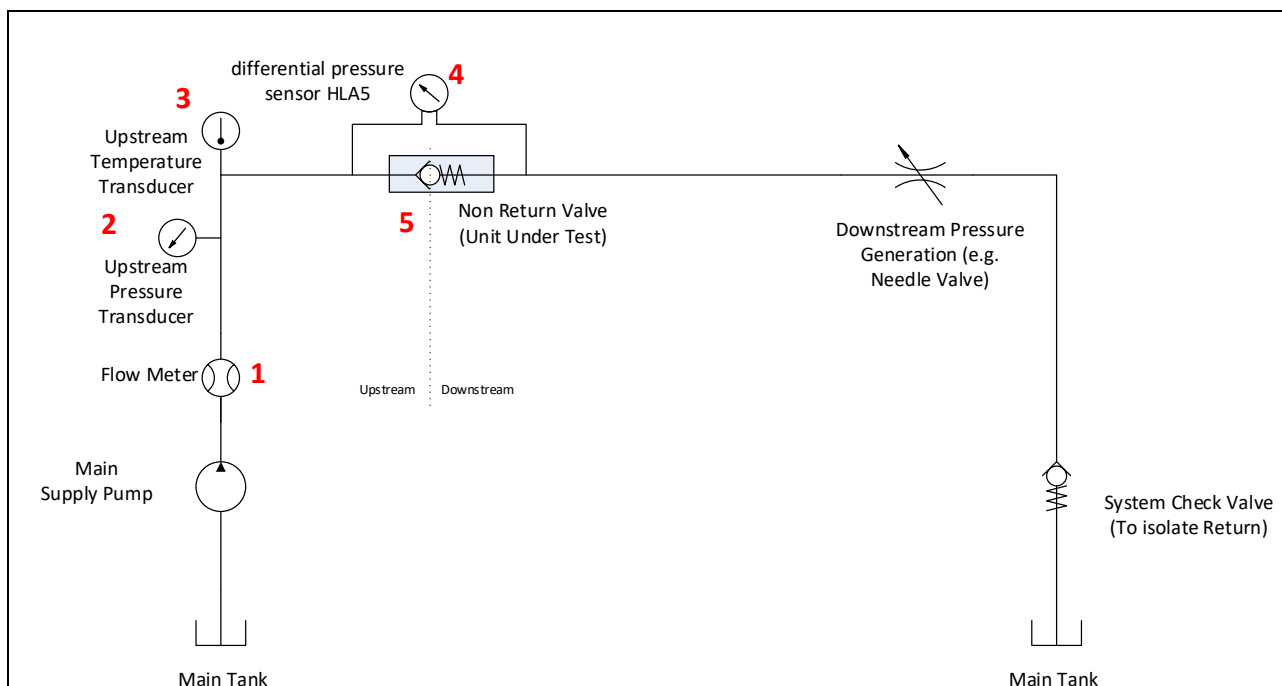 differential pressure
sensor HLA5
4
3
Upstream
Temperature
Transducer
5
Non Return Valve
(Unit Under Test)
2
Upstream
Pressure
Transducer
Downstream Pressure
Generation (e.g.
Needle Valve)
Flow Meter
1
Upstream
Downstream
Main
Supply Pump
System Check Valve
(To isolate Return)
Main Tank
Main Tank